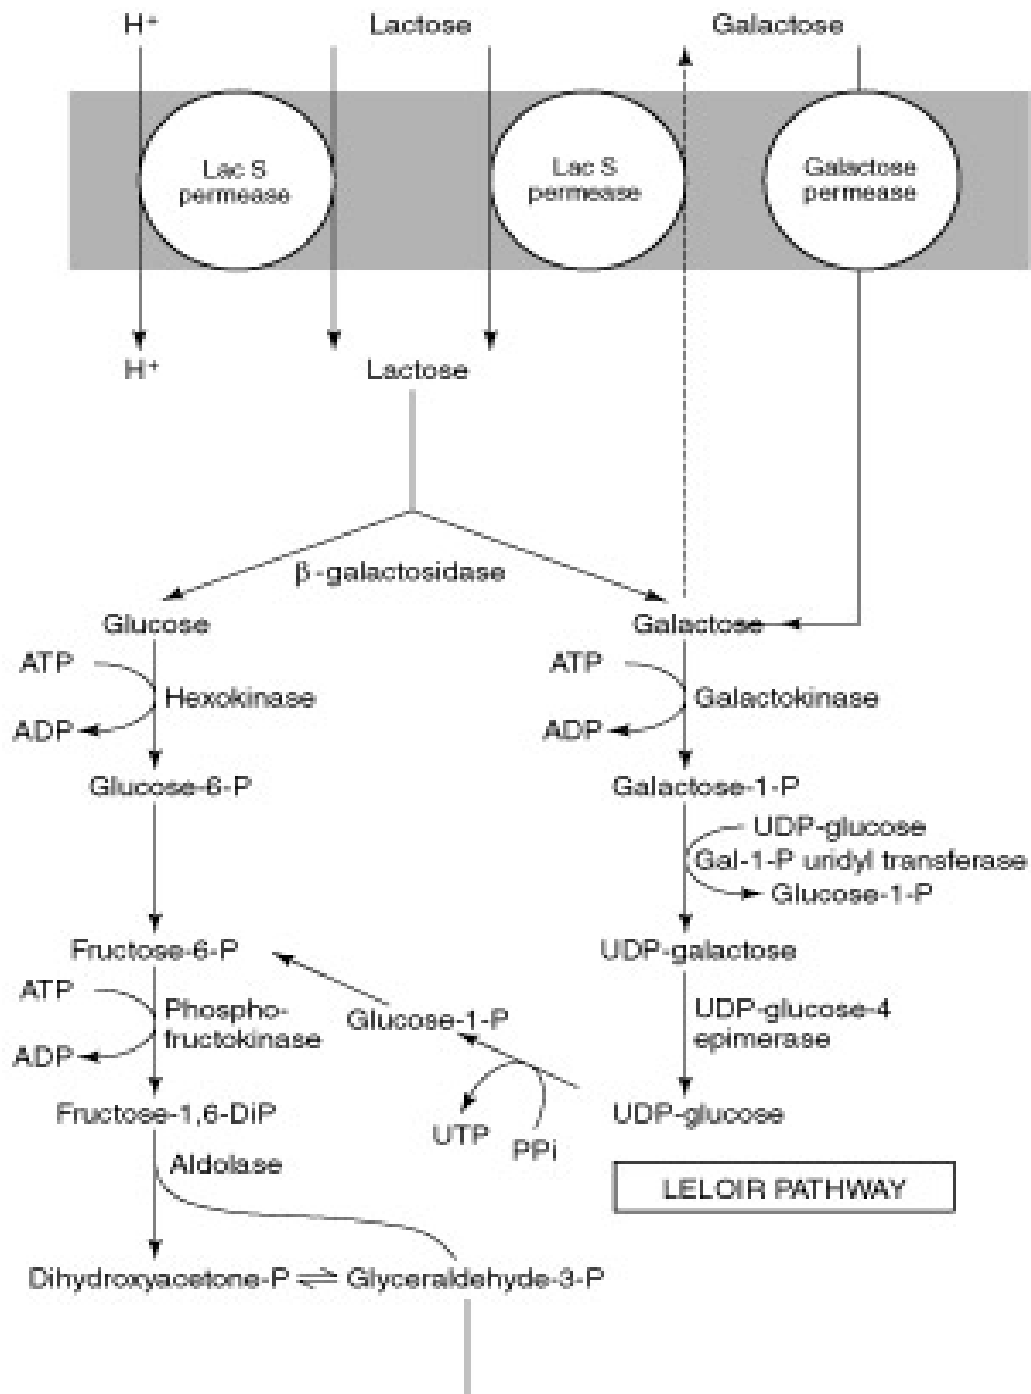 H⁺ Lactose Galactose
Lac S
permease
Lac S
permease
Galactose
permease
H⁺ Lactose
β-galactosidase
Glucose Galactose
ATP ATP
Hexokinase Galactokinase
ADP ADP
Glucose-6-P Galactose-1-P
UDP-glucose
Gal-1-P uridyl transferase
Glucose-1-P
Fructose-6-P UDP-galactose
ATP
Phospho-
fructokinase
ADP
Glucose-1-P
UDP-glucose-4
epimerase
Fructose-1,6-DiP UDP-glucose
UTP PPi
Aldolase
LELOIR PATHWAY
Dihydroxyacetone-P ⇌ Glyceraldehyde-3-P